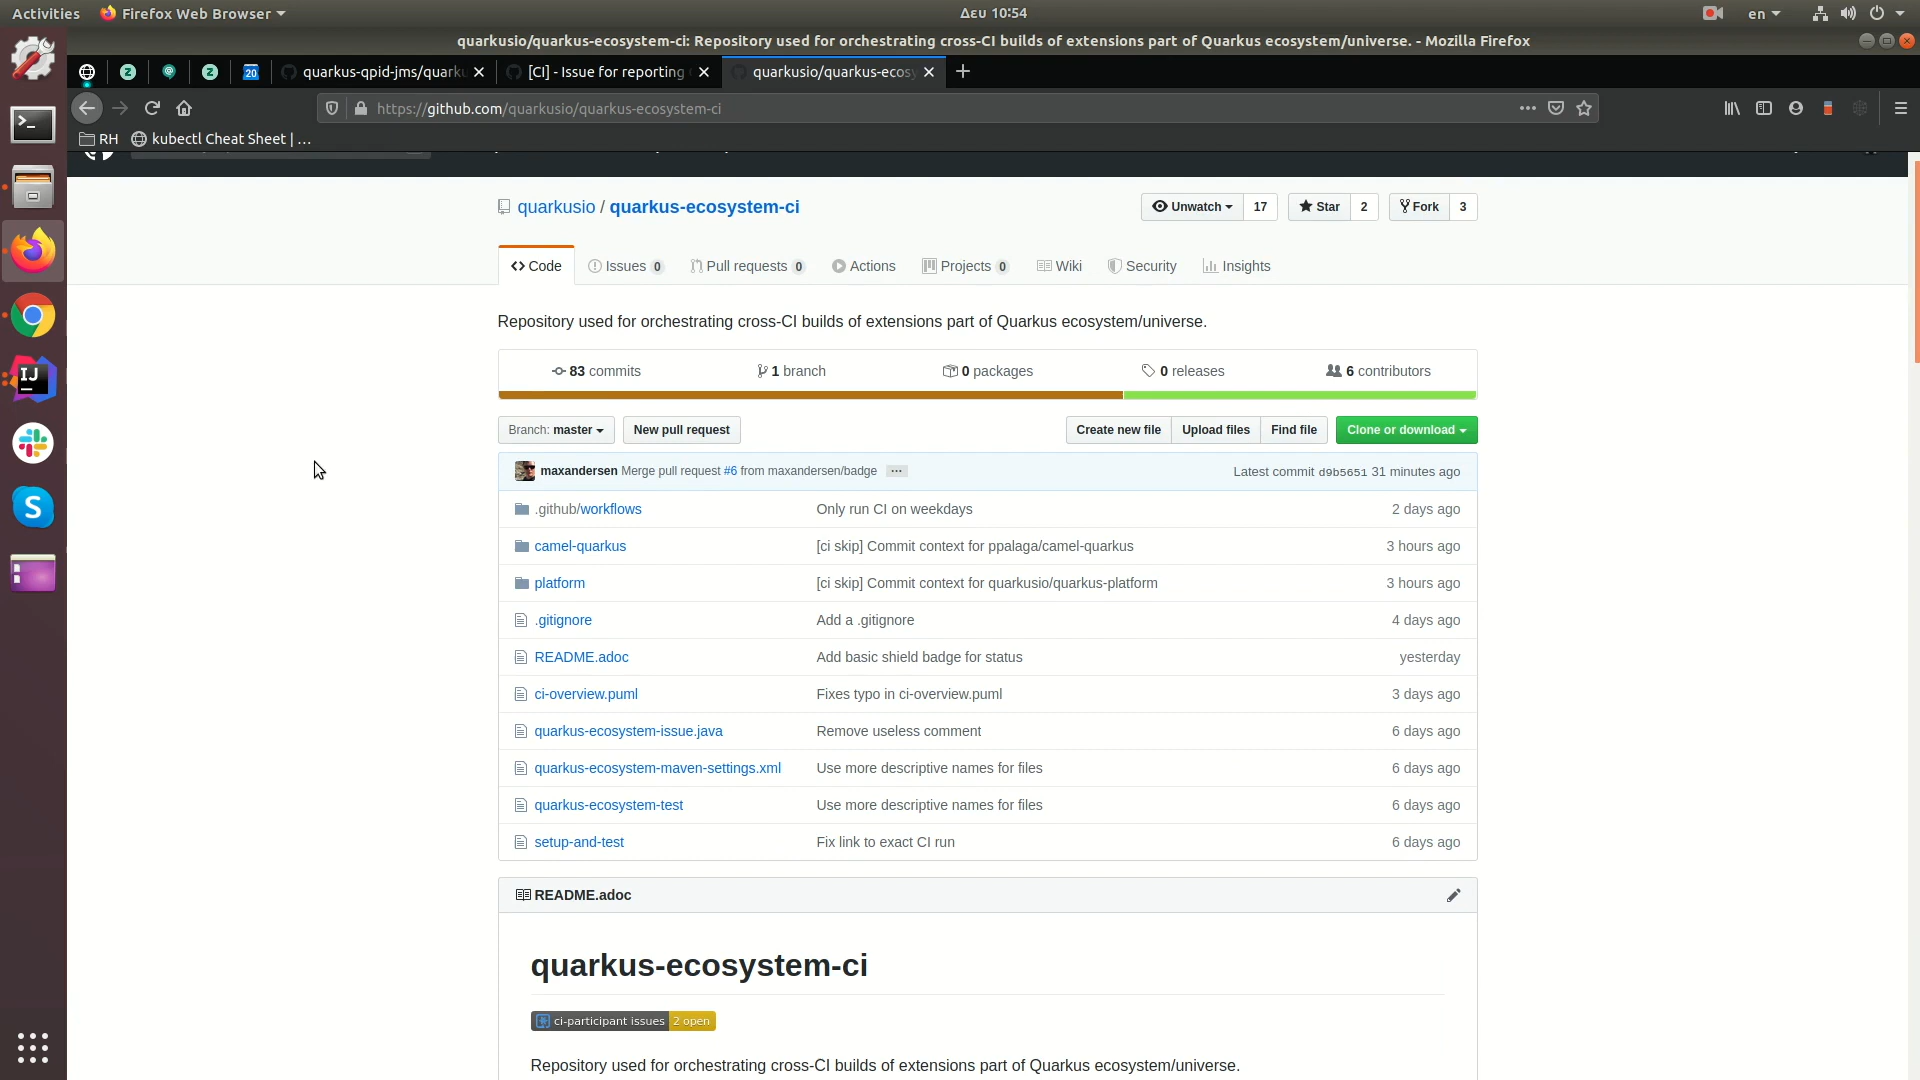 Activities Firefox Web Browser Δευ 10:54 en
quarkusio/quarkus-ecosystem-ci: Repository used for orchestrating cross-CI builds of extensions part of Quarkus ecosystem/universe. - Mozilla Firefox
20 quarkus-qpid-jms/quark [CI] - Issue for reporting quarkusio/quarkus-ecosy
https://github.com/quarkusio/quarkus-ecosystem-ci
RH kubectl Cheat Sheet | ...
quarkusio / quarkus-ecosystem-ci Unwatch 17 Star 2 Fork 3
Code Issues 0 Pull requests 0 Actions Projects 0 Wiki Security Insights
Repository used for orchestrating cross-CI builds of extensions part of Quarkus ecosystem/universe.
83 commits 1 branch 0 packages 0 releases 6 contributors
Branch: master New pull request Create new file Upload files Find file Clone or download
maxandersen Merge pull request #6 from maxandersen/badge ... Latest commit d9b5651 31 minutes ago
.github/workflows Only run CI on weekdays 2 days ago
camel-quarkus [ci skip] Commit context for ppalaga/camel-quarkus 3 hours ago
platform [ci skip] Commit context for quarkusio/quarkus-platform 3 hours ago
.gitignore Add a .gitignore 4 days ago
README.adoc Add basic shield badge for status yesterday
ci-overview.puml Fixes typo in ci-overview.puml 3 days ago
quarkus-ecosystem-issue.java Remove useless comment 6 days ago
quarkus-ecosystem-maven-settings.xml Use more descriptive names for files 6 days ago
quarkus-ecosystem-test Use more descriptive names for files 6 days ago
setup-and-test Fix link to exact CI run 6 days ago
README.adoc
quarkus-ecosystem-ci
ci-participant issues 2 open
Repository used for orchestrating cross-CI builds of extensions part of Quarkus ecosystem/universe.